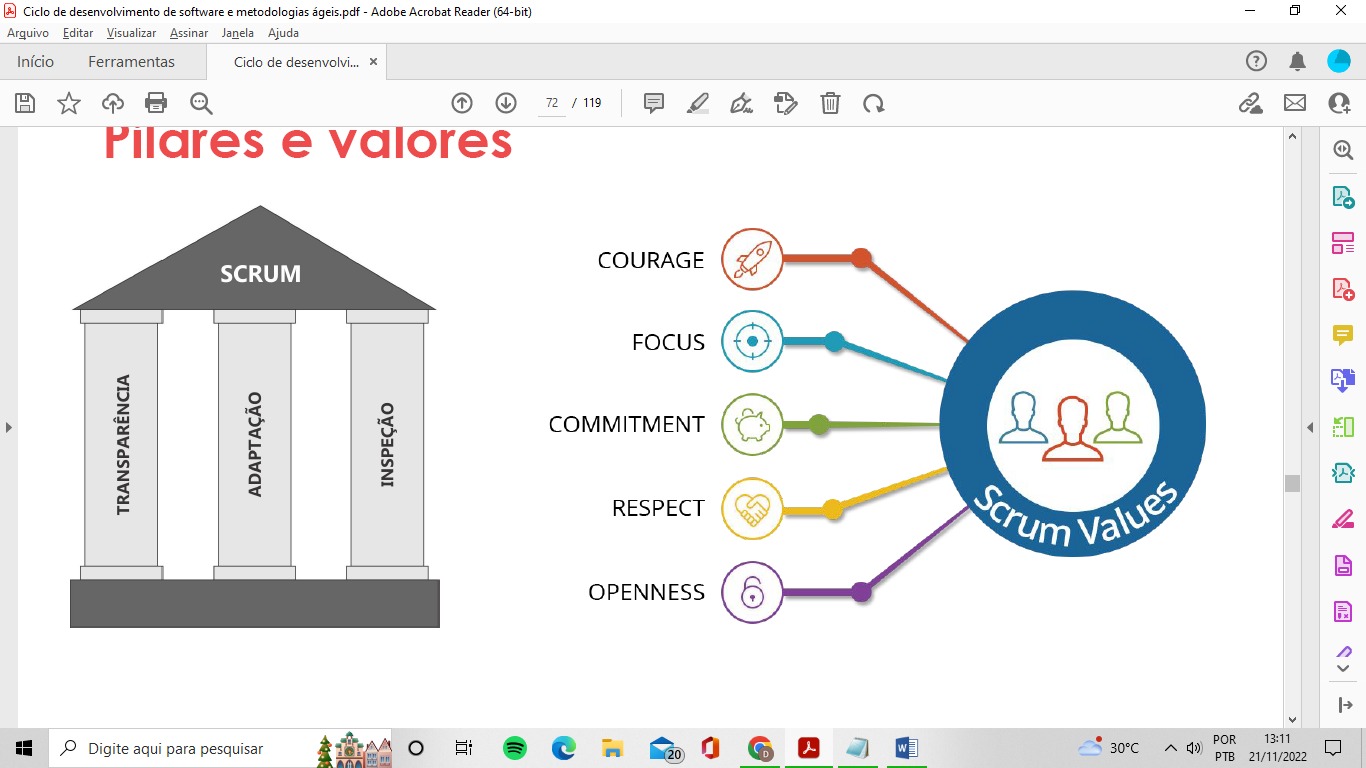 Ciclo de desenvolvimento de software e metodologias ágeis.pdf - Adobe Acrobat Reader (64-bit)
Arquivo Editar Visualizar Assinar Janela Ajuda
Início Ferramentas Ciclo de desenvolvi...
72 / 119
Pilares e valores
SCRUM
TRANSPARÊNCIA
ADAPTAÇÃO
INSPEÇÃO
COURAGE
FOCUS
COMMITMENT
RESPECT
OPENNESS
Scrum Values
Digite aqui para pesquisar
20
D
30°C
POR
PTB
13:11
21/11/2022